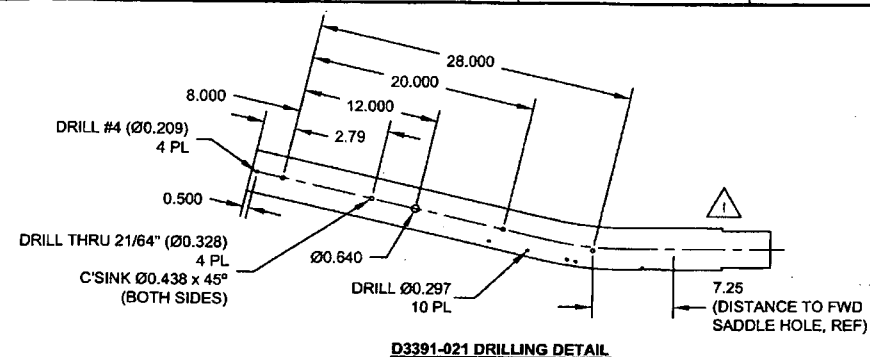 28.000
20.000
8.000
12.000
DRILL #4 (Ø0.209)
4 PL
2.79
0.500
1
DRILL THRU 21/64" (Ø0.328)
4 PL
C'SINK Ø0.438 x 45º
(BOTH SIDES)
Ø0.640
DRILL Ø0.297
10 PL
7.25
(DISTANCE TO FWD
SADDLE HOLE, REF)
D3391-021 DRILLING DETAIL